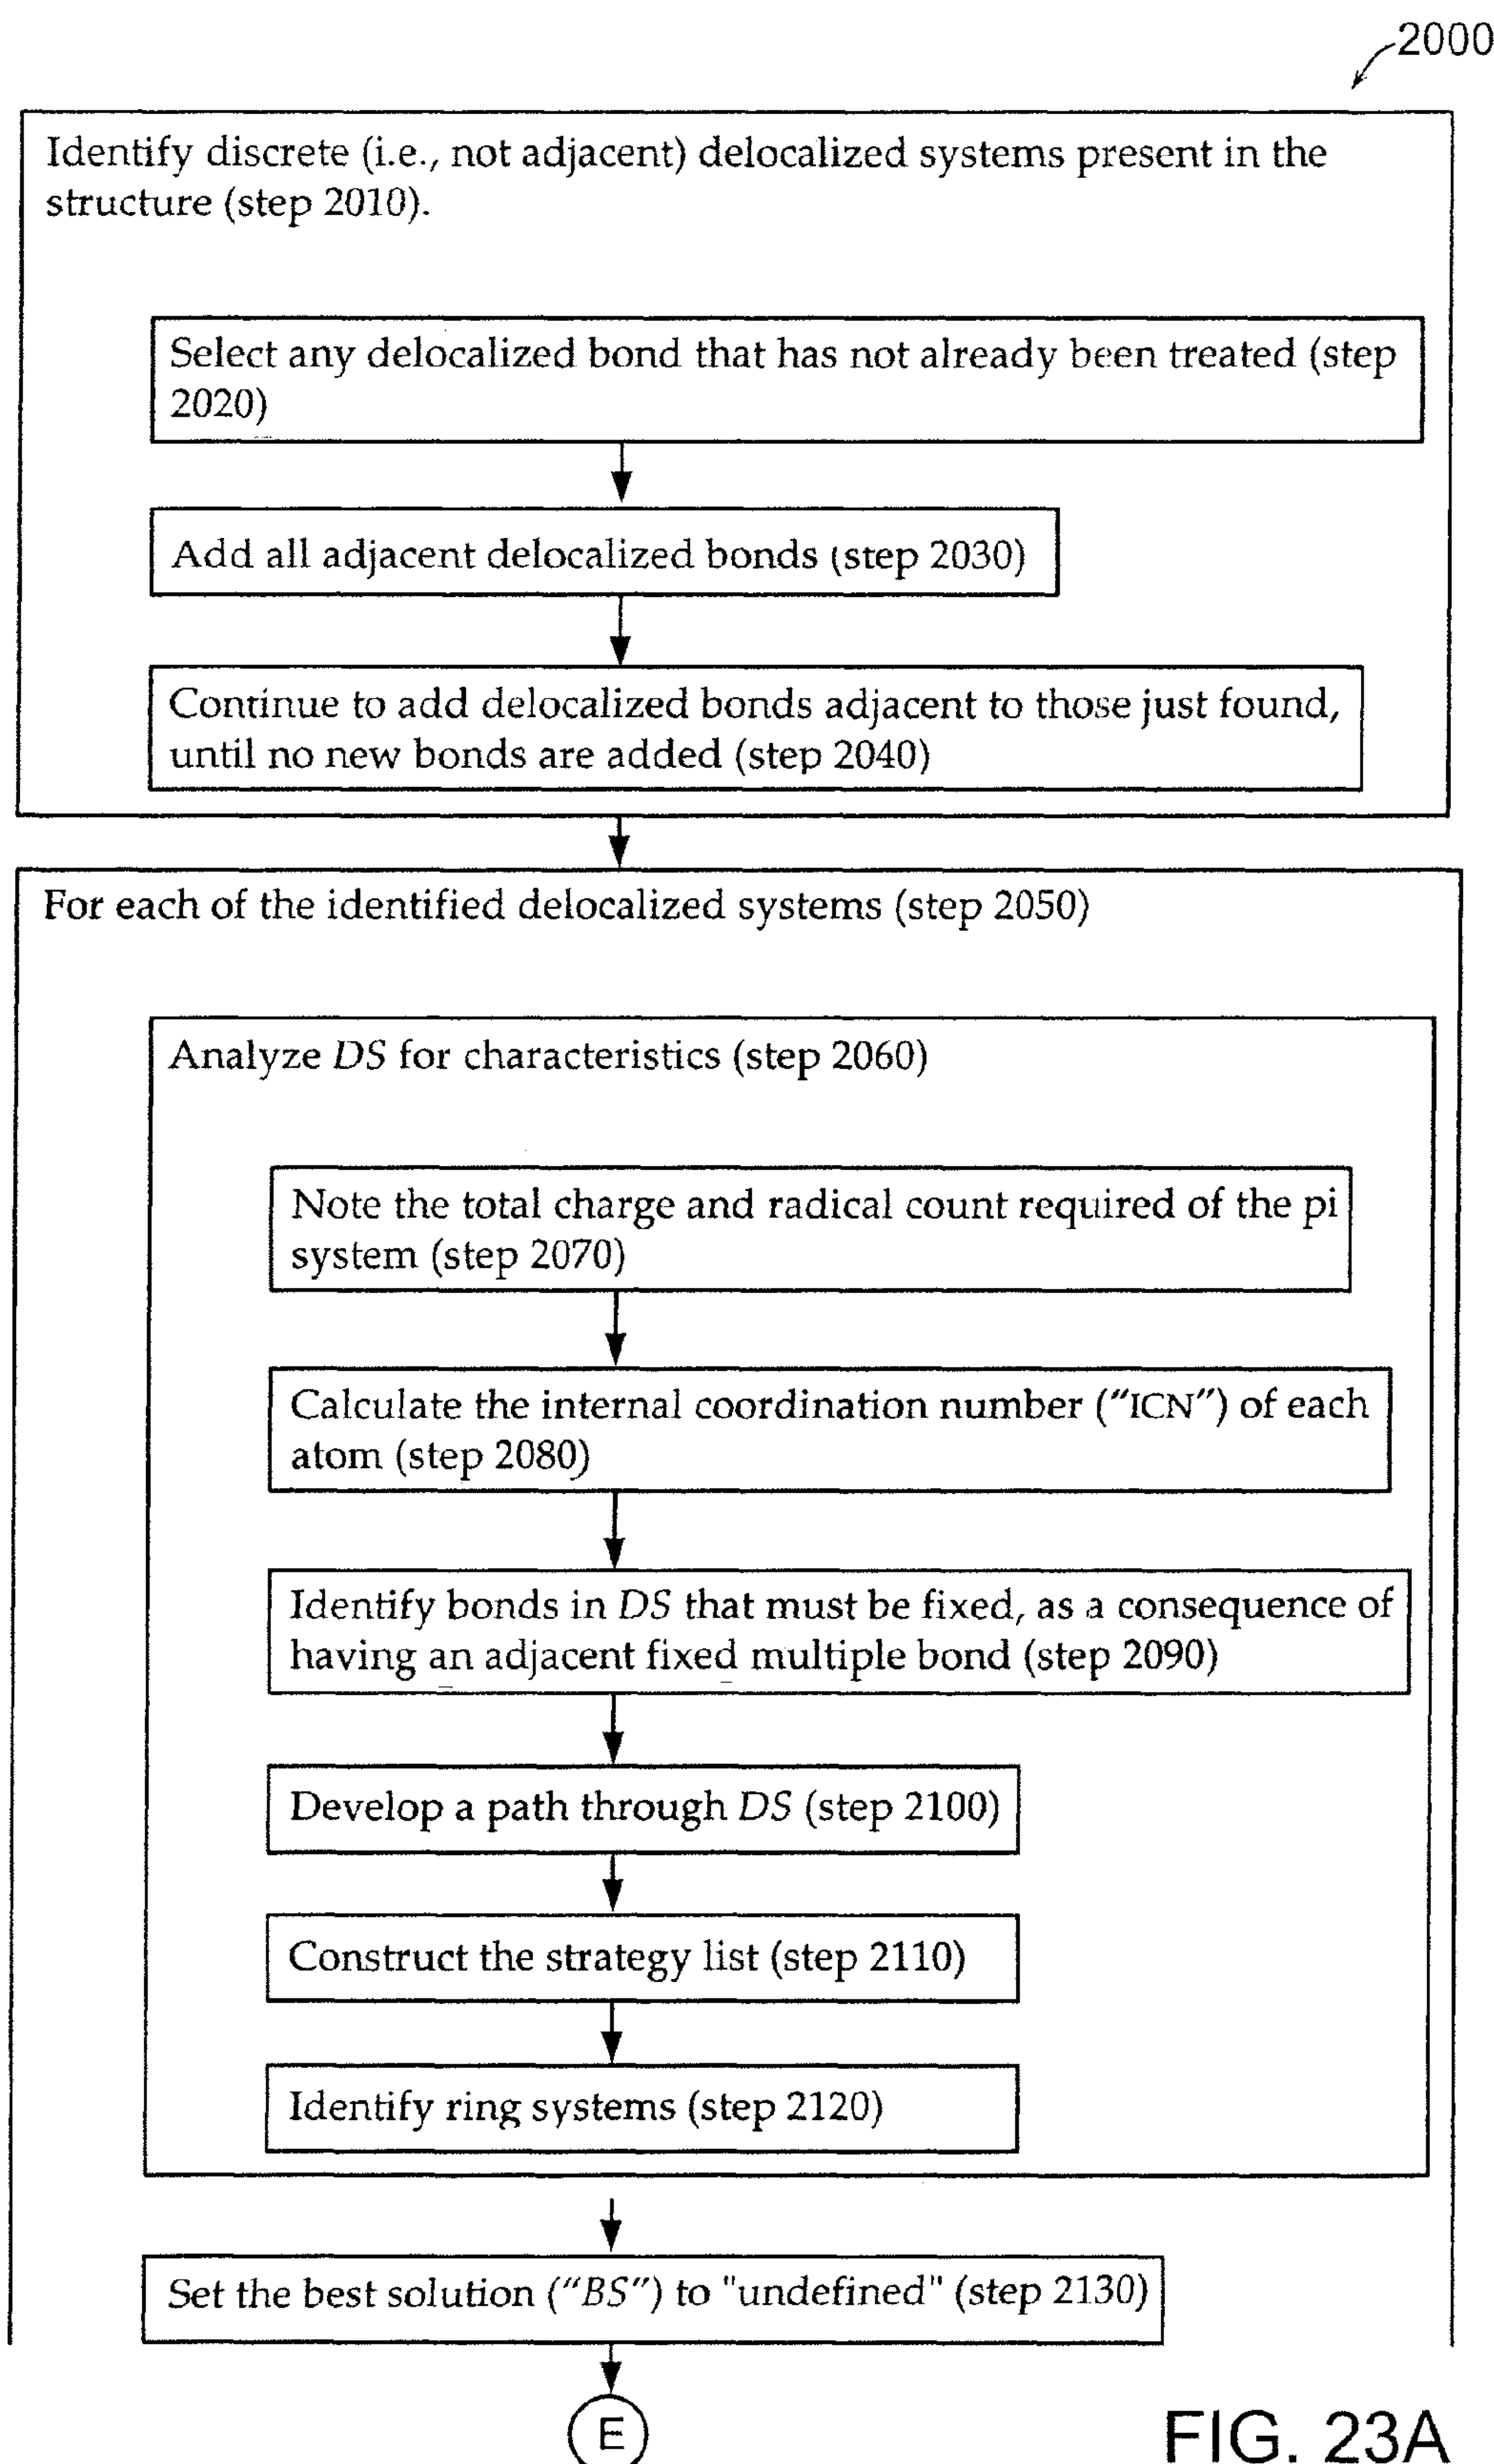 2000
Identify discrete (i.e., not adjacent) delocalized systems present in the
structure (step 2010).
Select any delocalized bond that has not already been treated (step
2020)
Add all adjacent delocalized bonds (step 2030)
Continue to add delocalized bonds adjacent to those just found,
until no new bonds are added (step 2040)
For each of the identified delocalized systems (step 2050)
Analyze DS for characteristics (step 2060)
Note the total charge and radical count required of the pi
system (step 2070)
Calculate the internal coordination number ("ICN") of each
atom (step 2080)
Identify bonds in DS that must be fixed, as a consequence of
having an adjacent fixed multiple bond (step 2090)
Develop a path through DS (step 2100)
Construct the strategy list (step 2110)
Identify ring systems (step 2120)
Set the best solution ("BS") to "undefined" (step 2130)
E
FIG. 23A